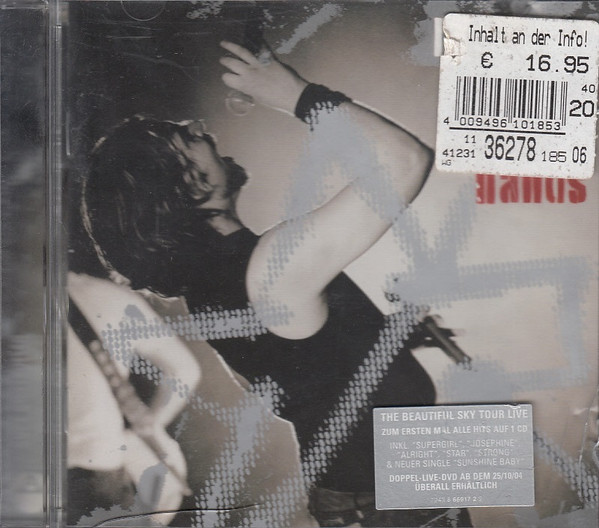 Inhalt an der Info!
€ 16.95
40
20
4 009496 101853
11
41231 36278 185 06
WG
THE BEAUTIFUL SKY TOUR LIVE
ZUM ERSTEN MAL ALLE HITS AUF 1 CD
INKL. "SUPERGIRL", "JOSEPHINE",
"ALRIGHT", "STAR", "STRONG"
& NEUER SINGLE "SUNSHINE BABY"
DOPPEL-LIVE-DVD AB DEM 25/10/04
ÜBERALL ERHÄLTLICH